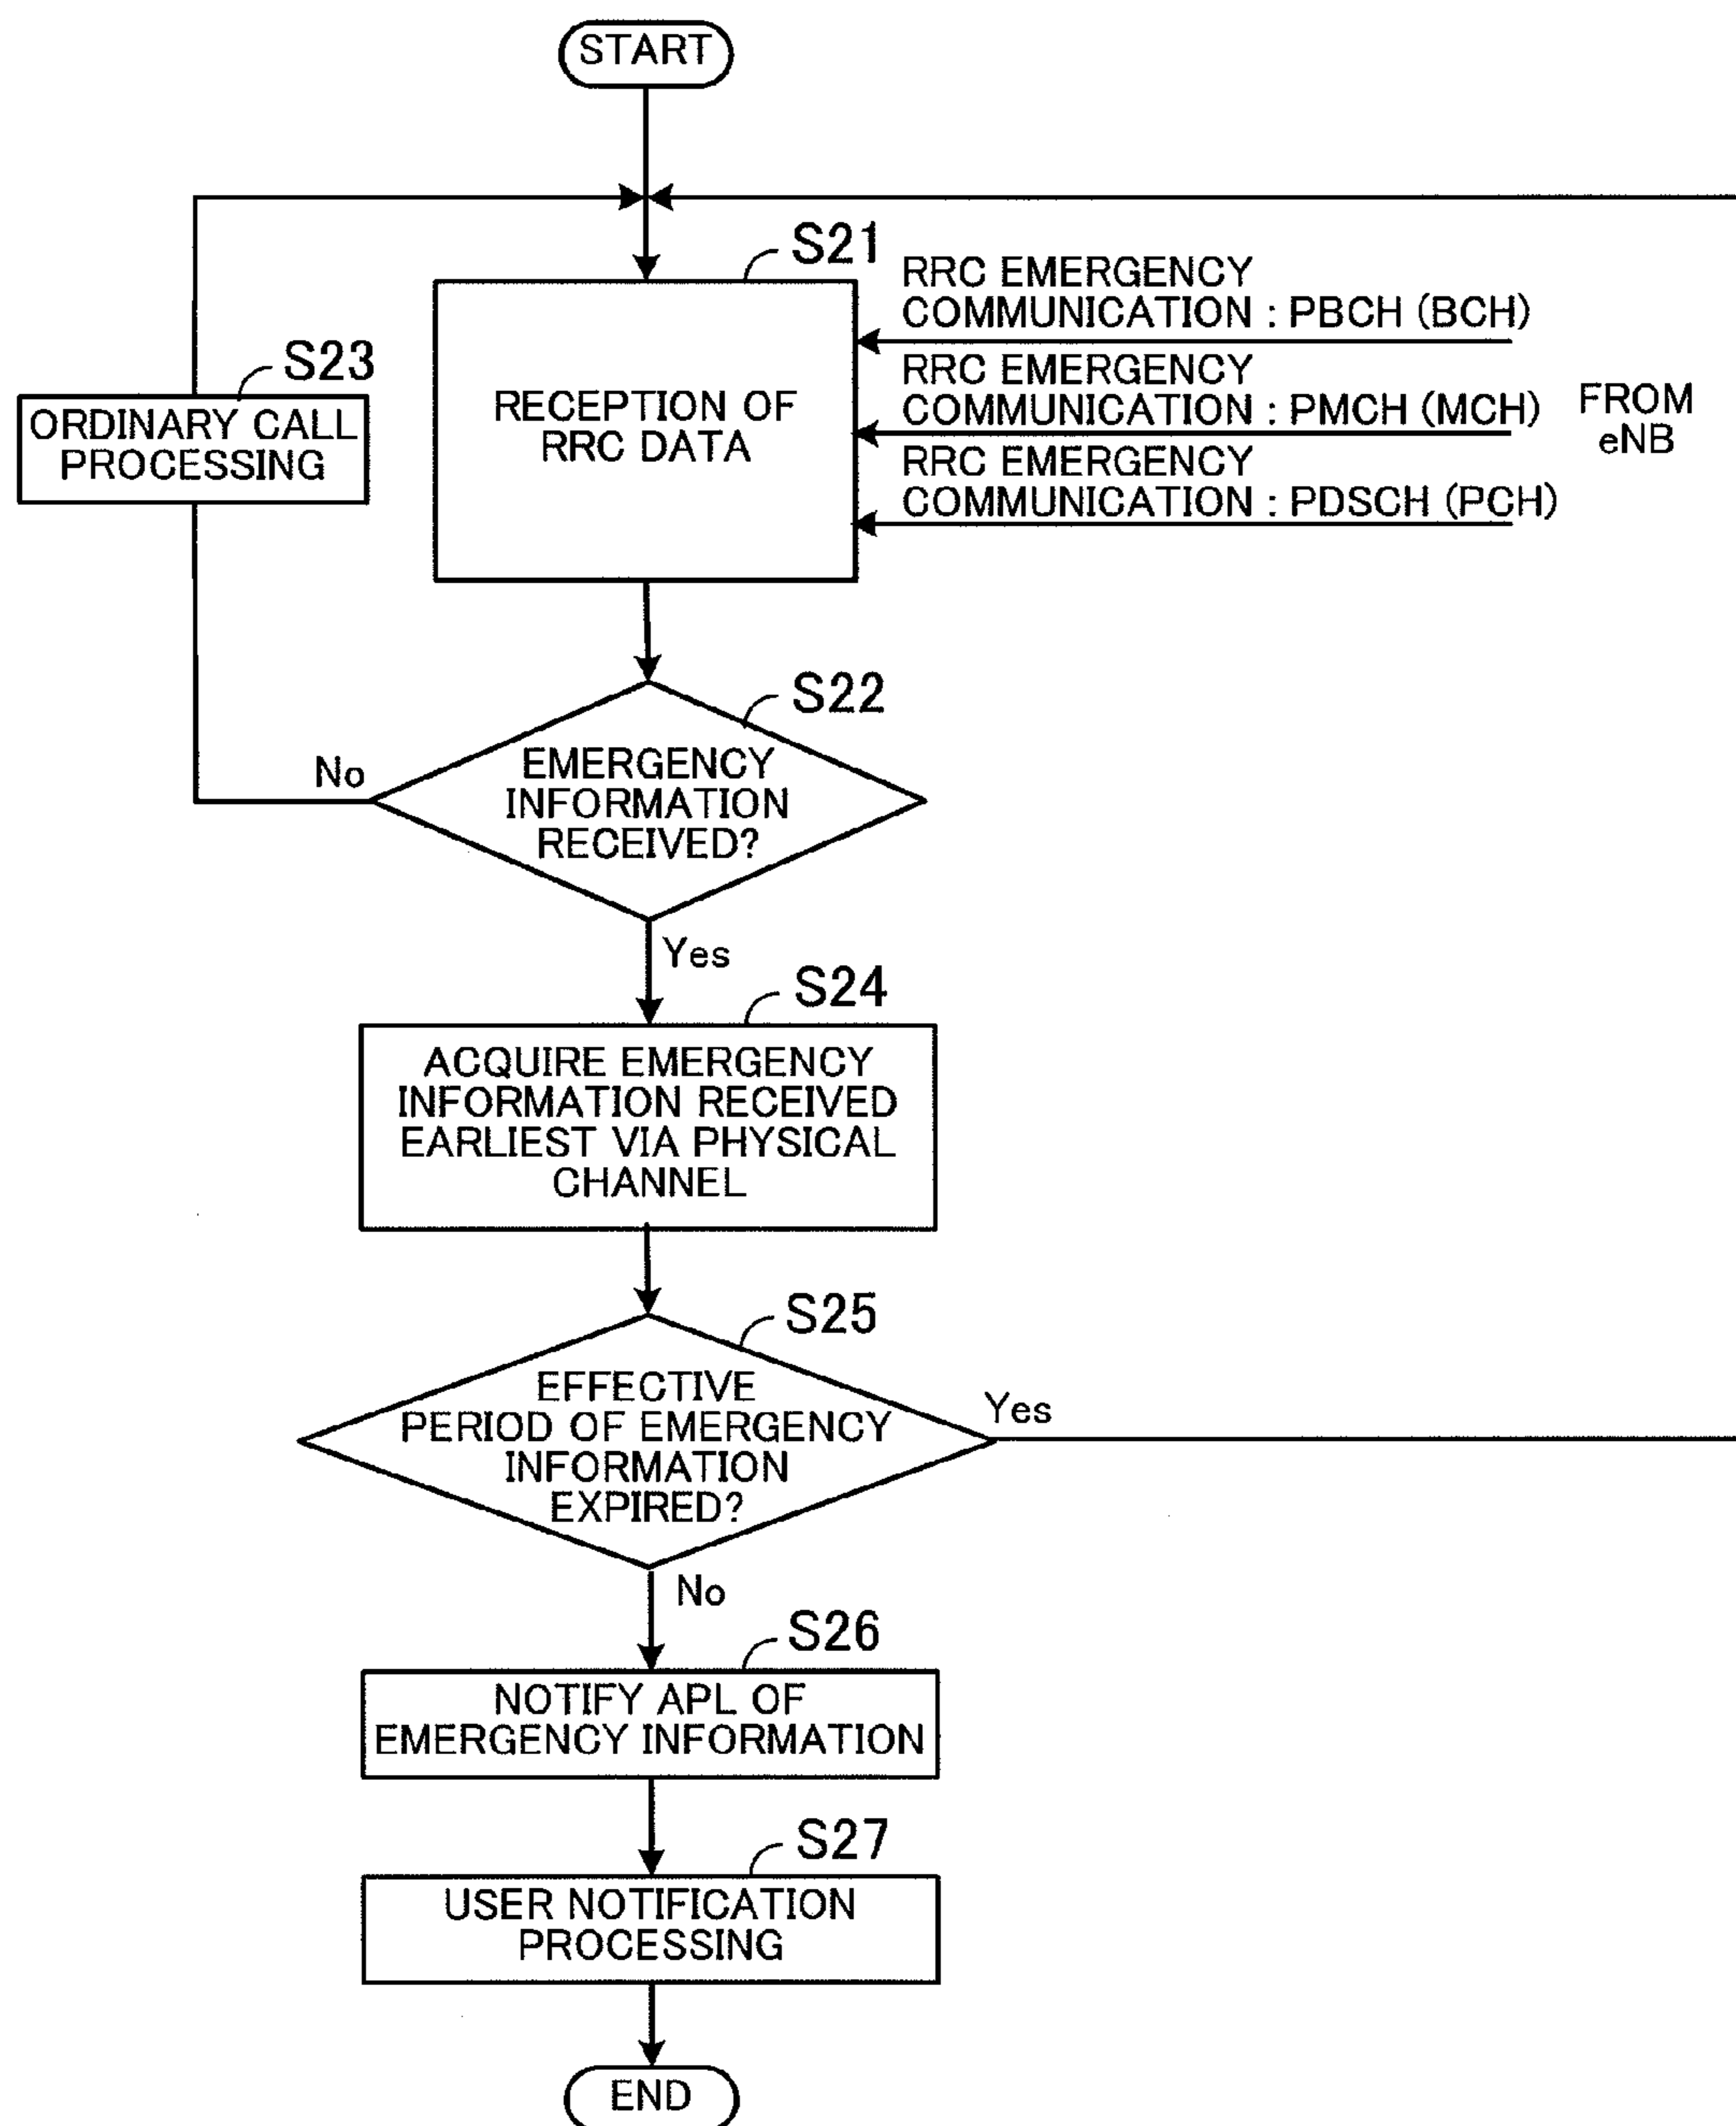 START
S21
RRC EMERGENCY
COMMUNICATION : PBCH (BCH)
RRC EMERGENCY
COMMUNICATION : PMCH (MCH)
RRC EMERGENCY
COMMUNICATION : PDSCH (PCH)
FROM
eNB
RECEPTION OF
RRC DATA
S23
ORDINARY CALL
PROCESSING
S22
EMERGENCY
INFORMATION
RECEIVED?
No
Yes
S24
ACQUIRE EMERGENCY
INFORMATION RECEIVED
EARLIEST VIA PHYSICAL
CHANNEL
S25
EFFECTIVE
PERIOD OF EMERGENCY
INFORMATION
EXPIRED?
Yes
No
S26
NOTIFY APL OF
EMERGENCY INFORMATION
S27
USER NOTIFICATION
PROCESSING
END